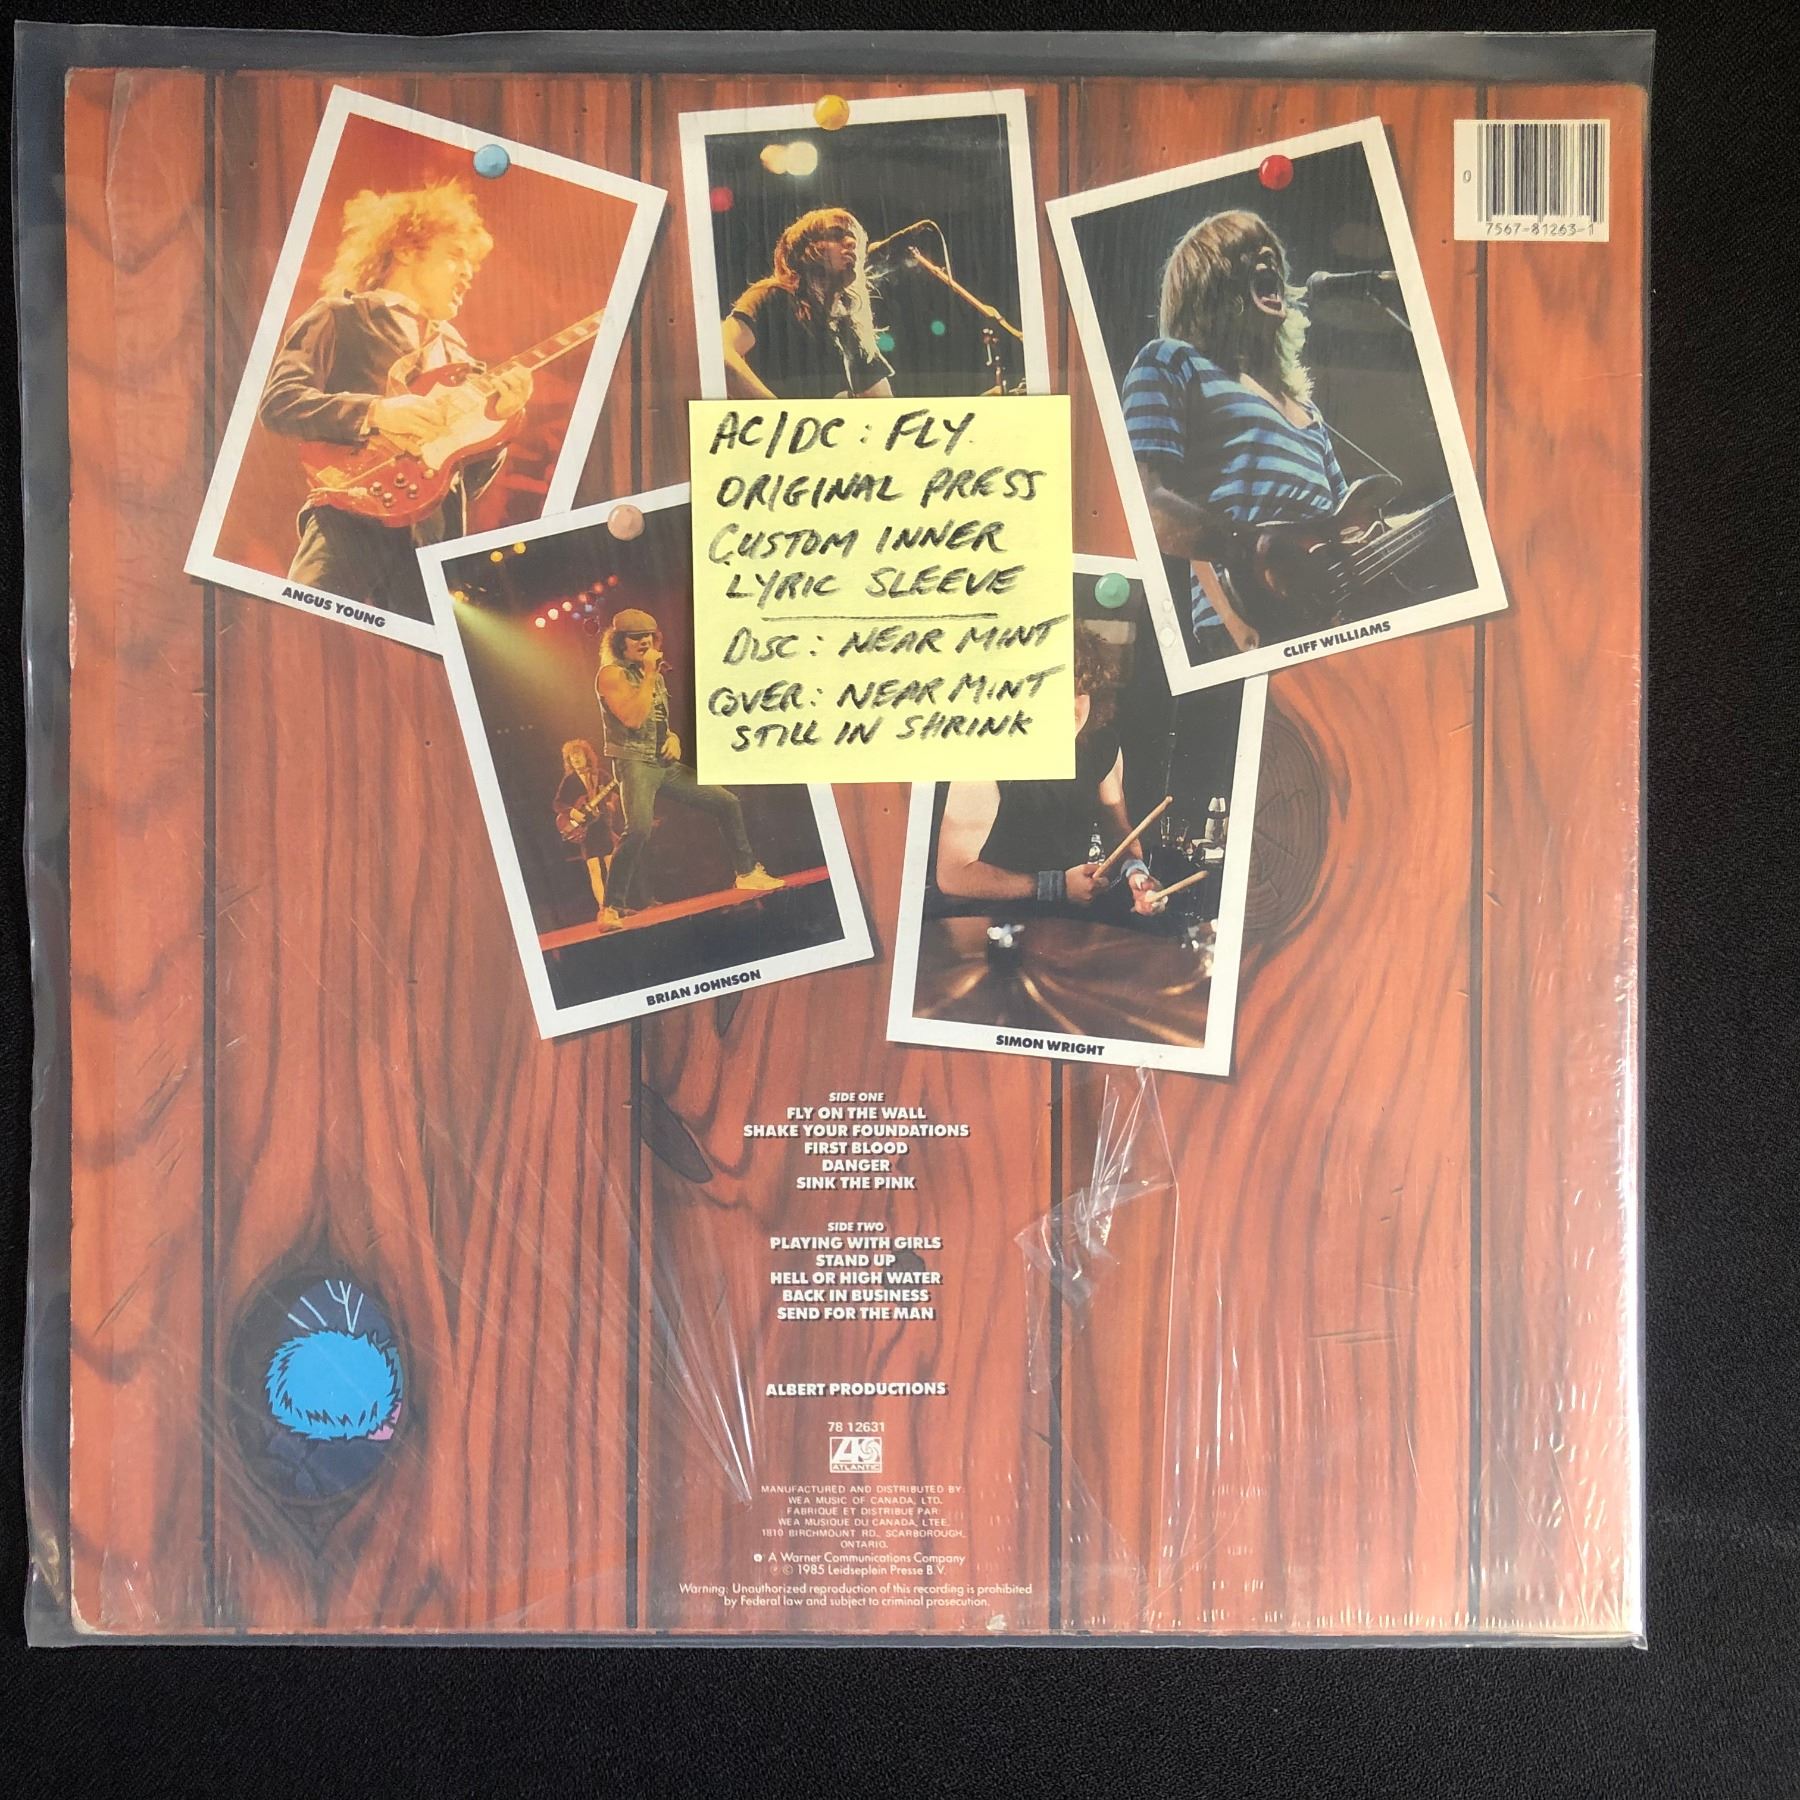 0
7567-81263-1
AC/DC: FLY.
ORIGINAL PRESS
CUSTOM INNER
LYRIC SLEEVE
DISC: NEAR MINT
COVER: NEAR MINT
STILL IN SHRINK
ANGUS YOUNG
CLIFF WILLIAMS
BRIAN JOHNSON
SIMON WRIGHT
SIDE ONE
FLY ON THE WALL
SHAKE YOUR FOUNDATIONS
FIRST BLOOD
DANGER
SINK THE PINK
SIDE TWO
PLAYING WITH GIRLS
STAND UP
HELL OR HIGH WATER
BACK IN BUSINESS
SEND FOR THE MAN
ALBERT PRODUCTIONS
78 12631
ATLANTIC
MANUFACTURED AND DISTRIBUTED BY:
WEA MUSIC OF CANADA, LTD.
FABRIQUE ET DISTRIBUE PAR:
WEA MUSIQUE DU CANADA, LTEE.
1810 BIRCHMOUNT RD., SCARBOROUGH,
ONTARIO.
A Warner Communications Company
℗ © 1985 Leidseplein Presse B.V.
Warning: Unauthorized reproduction of this recording is prohibited
by Federal law and subject to criminal prosecution.